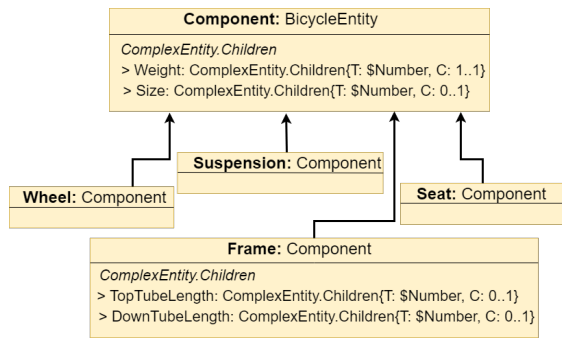 Component: BicycleEntity
ComplexEntity.Children
> Weight: ComplexEntity.Children{T: $Number, C: 1..1}
> Size: ComplexEntity.Children{T: $Number, C: 0..1}
Suspension: Component
Wheel: Component
Seat: Component
Frame: Component
ComplexEntity.Children
> TopTubeLength: ComplexEntity.Children{T: $Number, C: 0..1}
> DownTubeLength: ComplexEntity.Children{T: $Number, C: 0..1}